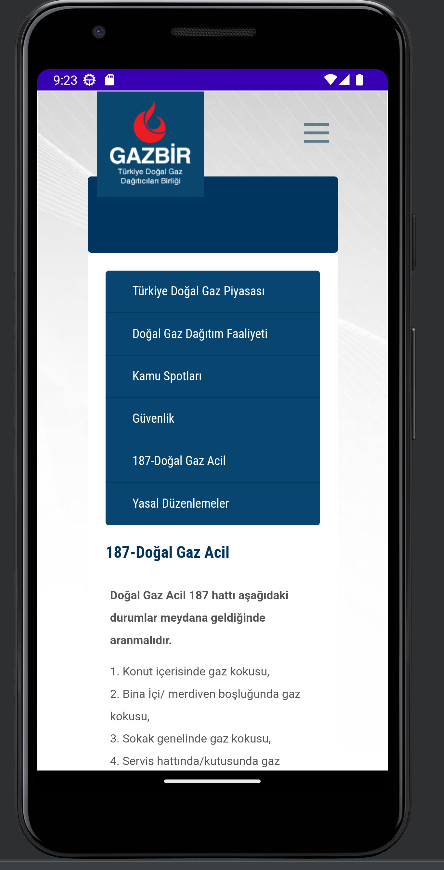 9:23
GAZBİR
Türkiye Doğal Gaz
Dağıtıcıları Birliği
Türkiye Doğal Gaz Piyasası
Doğal Gaz Dağıtım Faaliyeti
Kamu Spotları
Güvenlik
187-Doğal Gaz Acil
Yasal Düzenlemeler
187-Doğal Gaz Acil
Doğal Gaz Acil 187 hattı aşağıdaki
durumlar meydana geldiğinde
aranmalıdır.
1. Konut içerisinde gaz kokusu,
2. Bina İçi/ merdiven boşluğunda gaz
kokusu,
3. Sokak genelinde gaz kokusu,
4. Servis hattında/kutusunda gaz